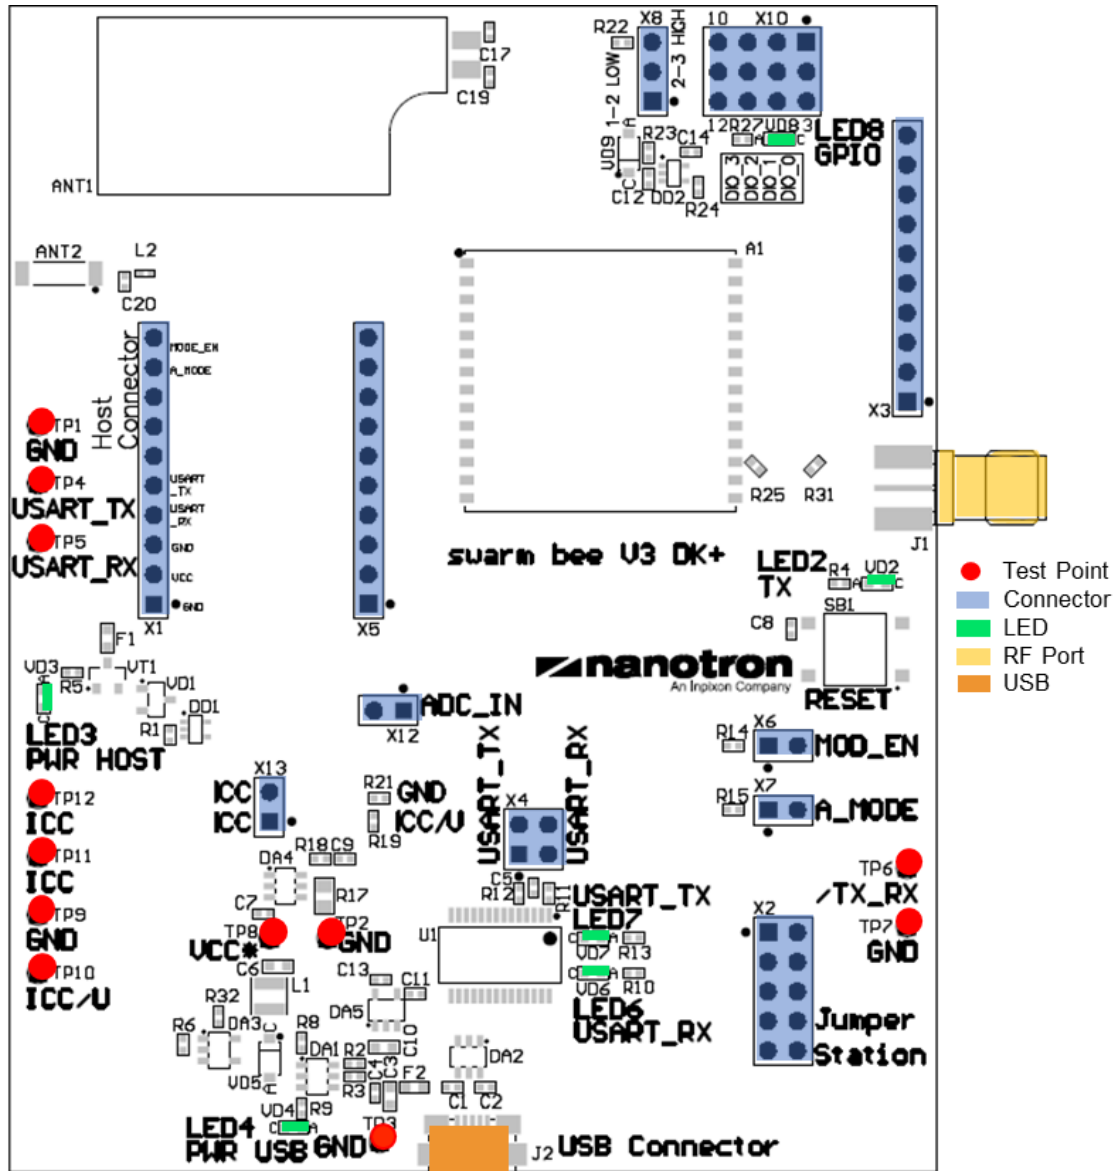 X8
10 X10
R22
C17
2-3 HIGH
1-2 LOW
C19
12 R27 VD8 3
LED8
GPIO
A
R23
C14
A C
VD9
C
C12
DD2
R24
DIO_3
DIO_2
DIO_1
DIO_0
ANT1
ANT2
L2
A1
C20
MODE_EN
A_MODE
Host
Connector
X3
TP1
GND
TP4
USART_TX
USART
_TX
R25
R31
USART
_RX
TP5
USART_RX
GND
J1
swarm bee V3 DK+
VCC
LED2
TX
R4
VD2
A C
GND
SB1
X1
X5
C8
F1
VD3
A
R5
VT1
C
VD1
DD1
R1
nanotron
An Inpixon Company
RESET
LED3
PWR HOST
ADC_IN
X12
X6
R14
MOD_EN
USART_TX
USART_RX
X13
TP12
ICC
ICC
ICC
R21
GND
X4
X7
R15
A_MODE
R19
ICC/U
TP11
ICC
R18
C9
DA4
TP6
/TX_RX
C5
R12
R11
USART_TX
LED7
R17
C7
TP9
GND
TP8
VCC*
TP2
GND
U1
X2
TP7
GND
C A
VD7
R13
TP10
ICC/U
C6
L1
C13
C11
C A
VD6
R10
LED6
USART_RX
R32
DA5
C10
Jumper
Station
R6
DA3
C
R8
DA1
R2
R3
C4
C3
F2
DA2
VD5
A
C1
C2
VD4
R9
C A
LED4
PWR USB
TP3
GND
J2
USB Connector
Test Point
Connector
LED
RF Port
USB